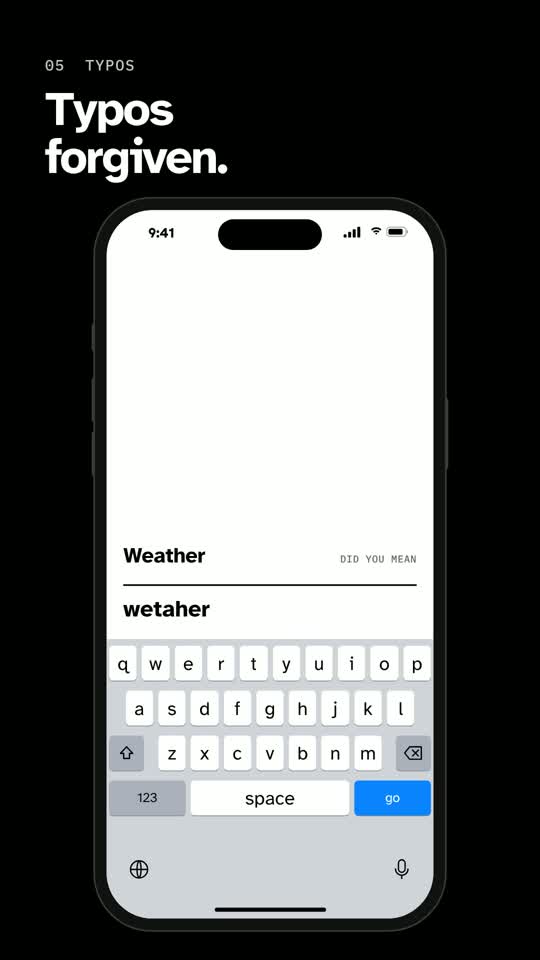 05 TYPOS
Typos
forgiven.
9:41
Weather DID YOU MEAN
wetaher
q w e r t y u i o p
a s d f g h j k l
z x c v b n m
123 space go